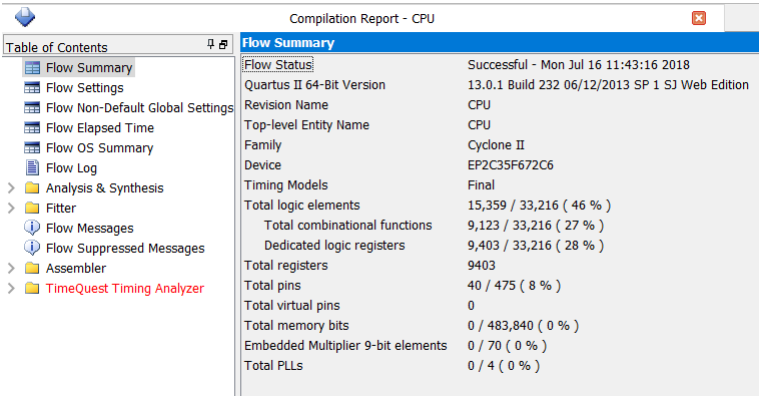 Compilation Report - CPU
Table of Contents
Flow Summary
Flow Settings
Flow Non-Default Global Settings
Flow Elapsed Time
Flow OS Summary
Flow Log
Analysis & Synthesis
Fitter
Flow Messages
Flow Suppressed Messages
Assembler
TimeQuest Timing Analyzer
Flow Summary
Flow Status Successful - Mon Jul 16 11:43:16 2018
Quartus II 64-Bit Version 13.0.1 Build 232 06/12/2013 SP 1 SJ Web Edition
Revision Name CPU
Top-level Entity Name CPU
Family Cyclone II
Device EP2C35F672C6
Timing Models Final
Total logic elements 15,359 / 33,216 ( 46 % )
Total combinational functions 9,123 / 33,216 ( 27 % )
Dedicated logic registers 9,403 / 33,216 ( 28 % )
Total registers 9403
Total pins 40 / 475 ( 8 % )
Total virtual pins 0
Total memory bits 0 / 483,840 ( 0 % )
Embedded Multiplier 9-bit elements 0 / 70 ( 0 % )
Total PLLs 0 / 4 ( 0 % )